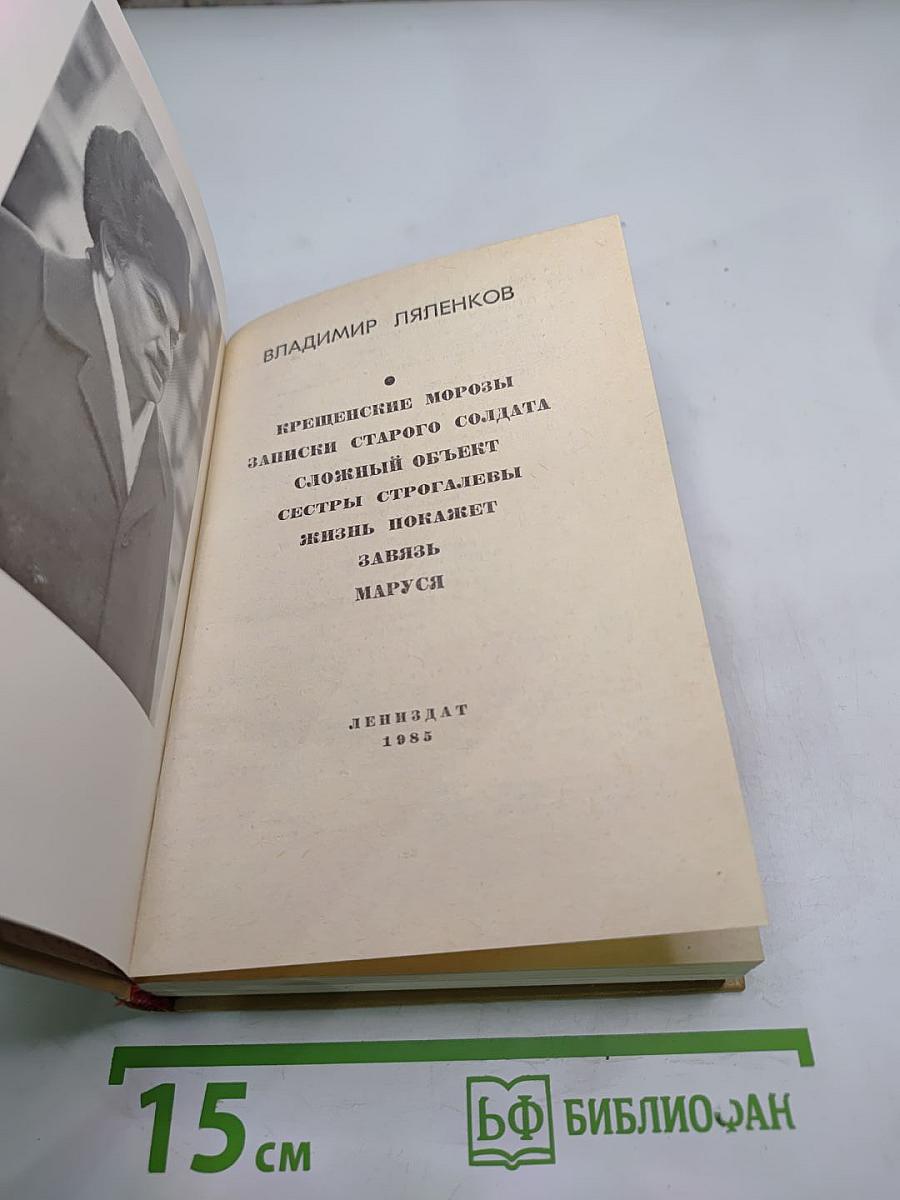 ВЛАДИМИР ЛЯЛЕНКОВ
КРЕЩЕНСКИЕ МОРОЗЫ
ЗАПИСКИ СТАРОГО СОЛДАТА
СЛОЖНЫЙ ОБЪЕКТ
СЕСТРЫ СТРОГАЛЕВЫ
ЖИЗНЬ ПОКАЖЕТ
ЗАВЯЗЬ
МАРУСЯ
ЛЕНИЗДАТ
1985
15 см
БФ БИБЛИОФАН